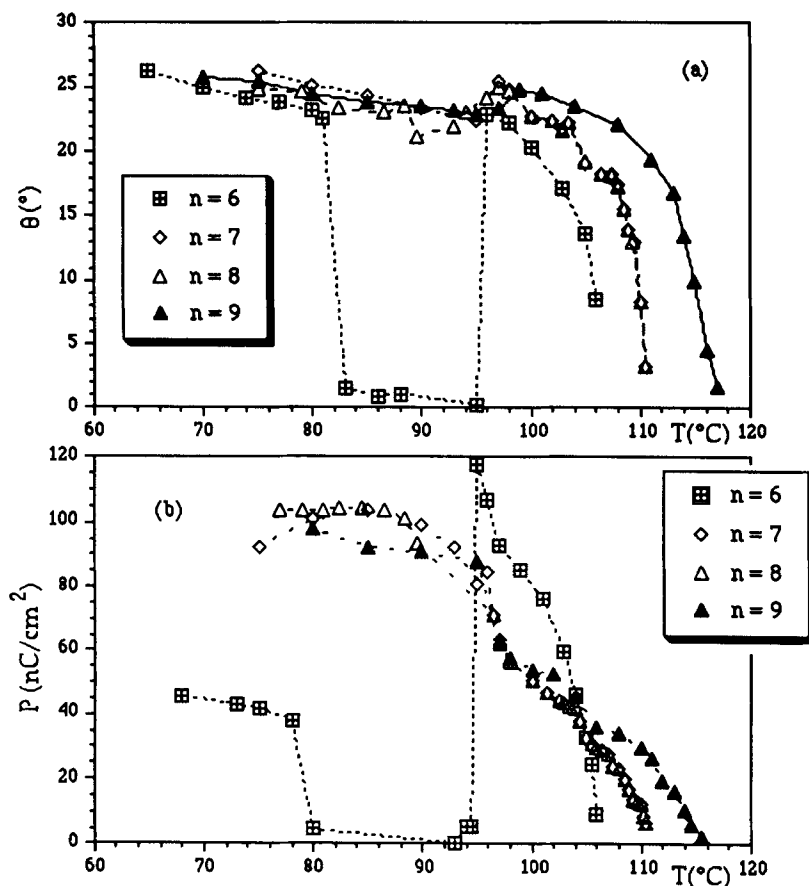 30
25
20
15
10
5
0
θ(°)
(a)
n = 6
n = 7
n = 8
n = 9
60 70 80 90 100 110 120
T(°C)
120
100
80
60
40
20
0
P (nC/cm²)
(b)
n = 6
n = 7
n = 8
n = 9
60 70 80 90 100 110 120
T(°C)